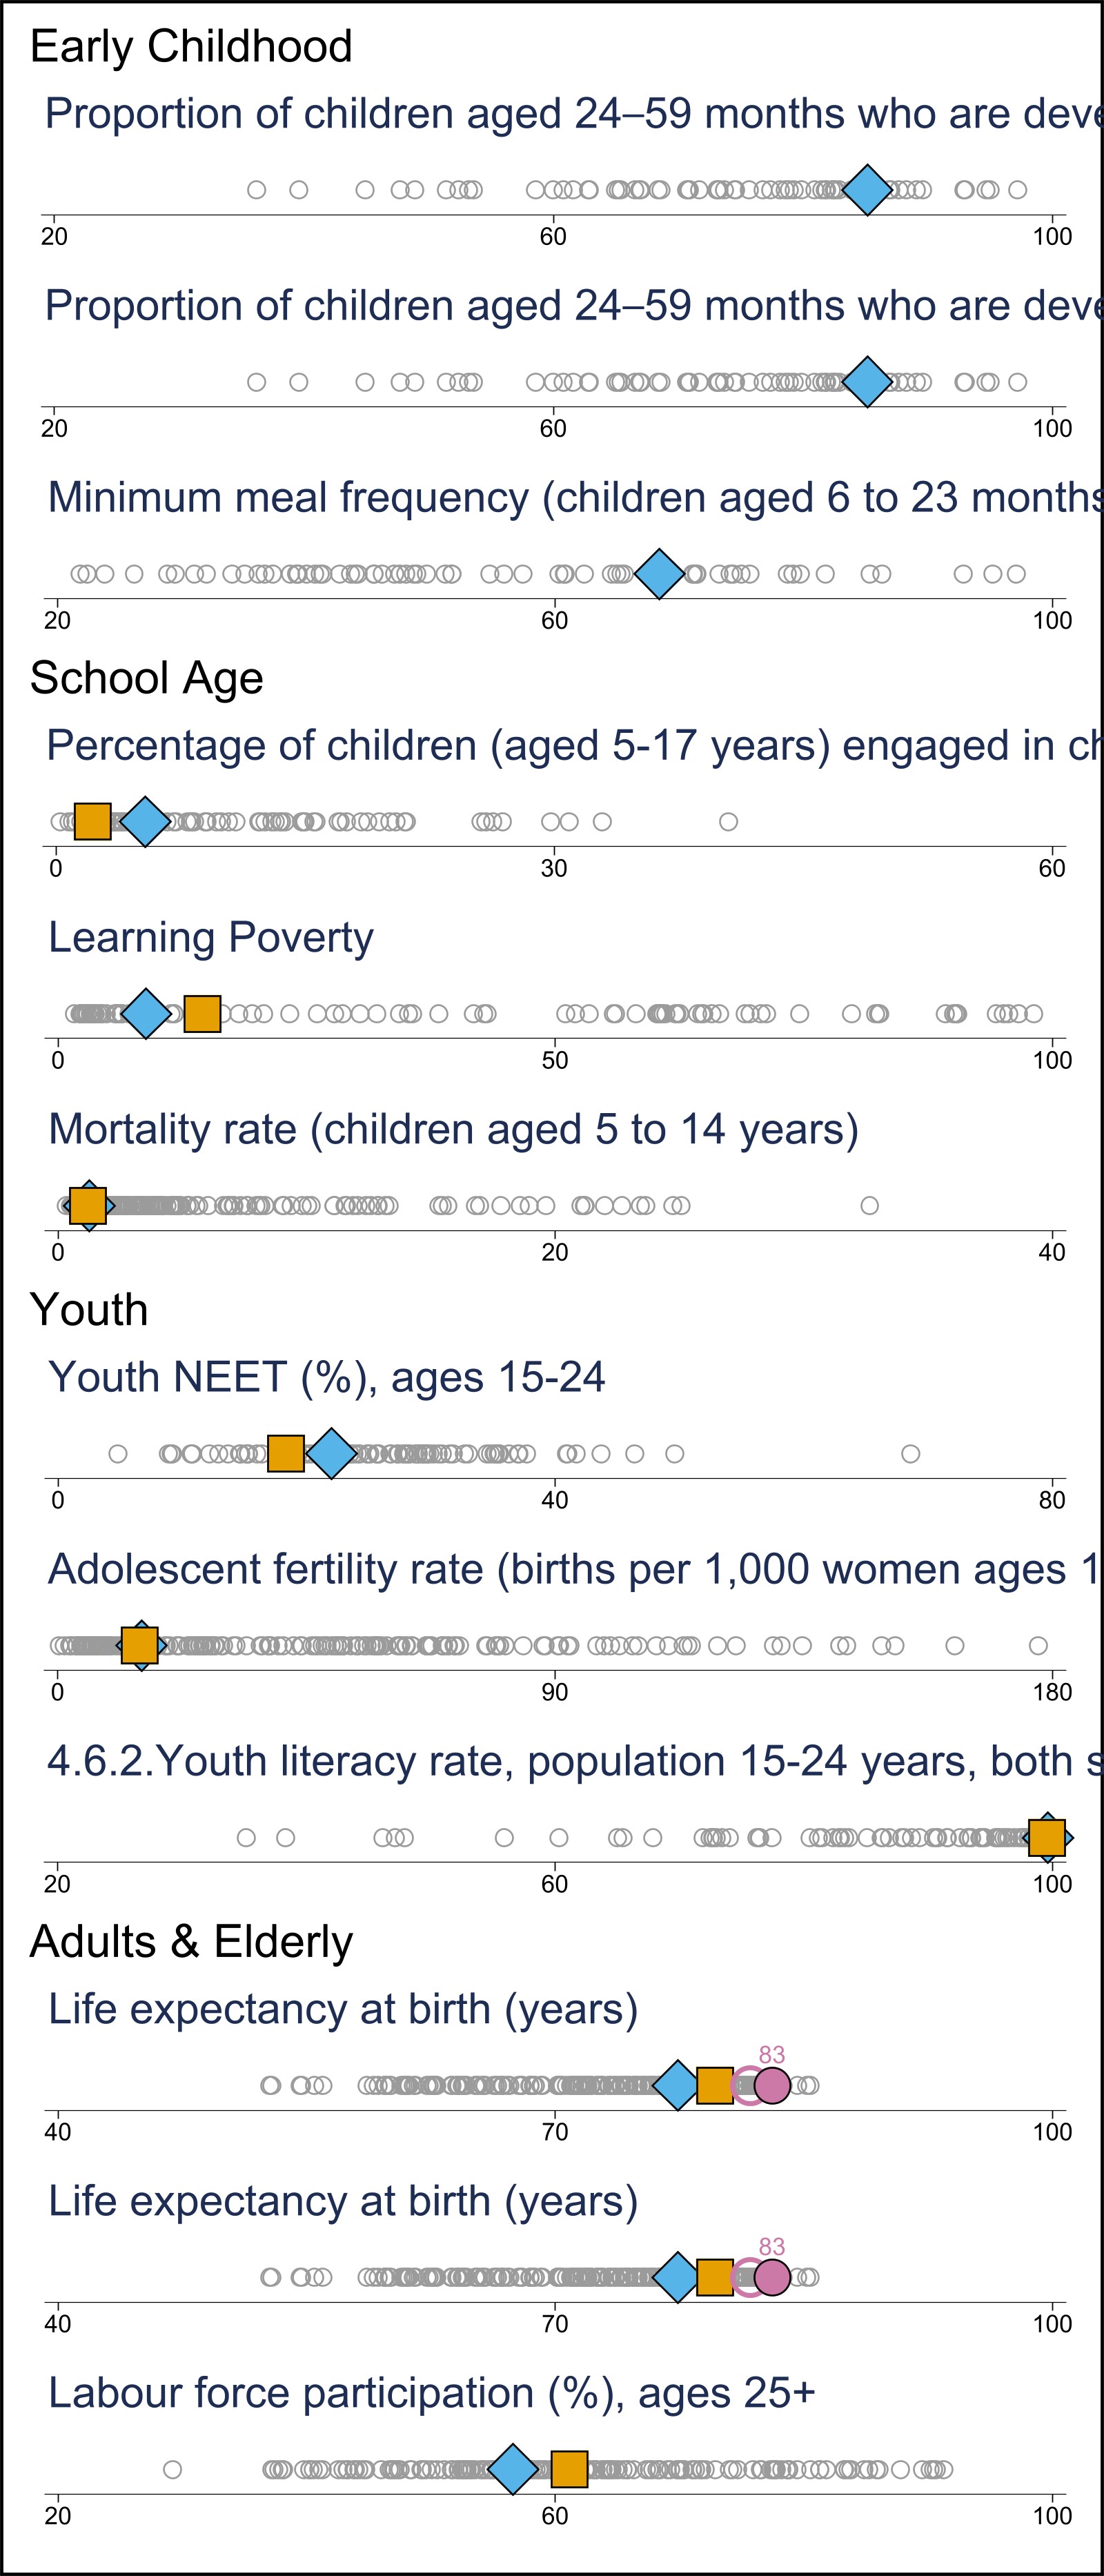 Early Childhood
Proportion of children aged 24–59 months who are deve
20 60 100
Proportion of children aged 24–59 months who are deve
20 60 100
Minimum meal frequency (children aged 6 to 23 months
20 60 100
School Age
Percentage of children (aged 5-17 years) engaged in ch
0 30 60
Learning Poverty
0 50 100
Mortality rate (children aged 5 to 14 years)
0 20 40
Youth
Youth NEET (%), ages 15-24
0 40 80
Adolescent fertility rate (births per 1,000 women ages 1
0 90 180
4.6.2.Youth literacy rate, population 15-24 years, both s
20 60 100
Adults & Elderly
Life expectancy at birth (years)
83
40 70 100
Life expectancy at birth (years)
83
40 70 100
Labour force participation (%), ages 25+
20 60 100